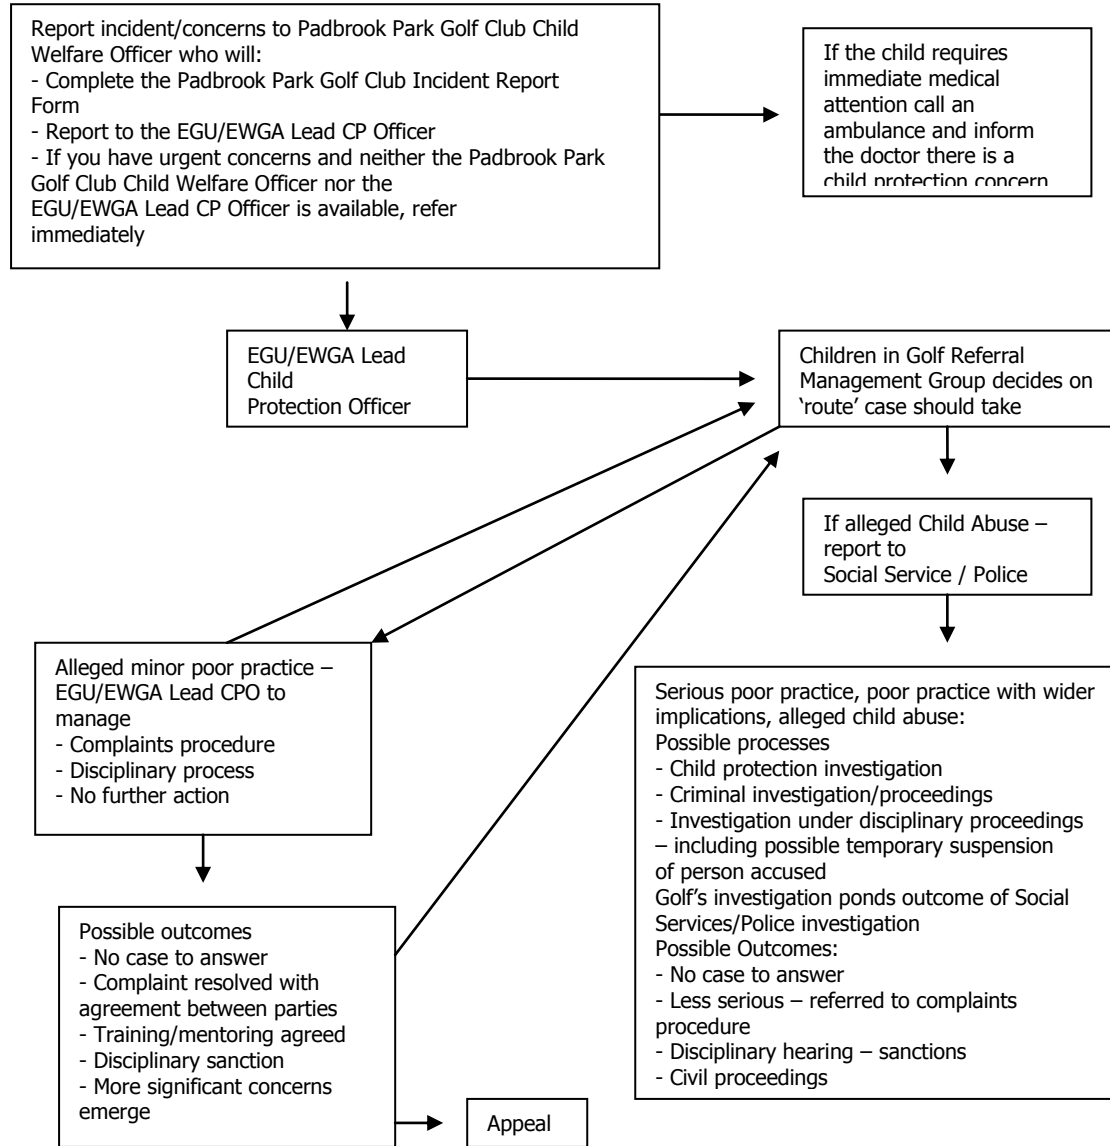 Report incident/concerns to Padbrook Park Golf Club Child
Welfare Officer who will:
- Complete the Padbrook Park Golf Club Incident Report
Form
- Report to the EGU/EWGA Lead CP Officer
- If you have urgent concerns and neither the Padbrook Park
Golf Club Child Welfare Officer nor the
EGU/EWGA Lead CP Officer is available, refer
immediately
If the child requires
immediate medical
attention call an
ambulance and inform
the doctor there is a
child protection concern
EGU/EWGA Lead
Child
Protection Officer
Children in Golf Referral
Management Group decides on
‘route’ case should take
If alleged Child Abuse –
report to
Social Service / Police
Alleged minor poor practice –
EGU/EWGA Lead CPO to
manage
- Complaints procedure
- Disciplinary process
- No further action
Serious poor practice, poor practice with wider
implications, alleged child abuse:
Possible processes
- Child protection investigation
- Criminal investigation/proceedings
- Investigation under disciplinary proceedings
– including possible temporary suspension
of person accused
Golf’s investigation ponds outcome of Social
Services/Police investigation
Possible Outcomes:
- No case to answer
- Less serious – referred to complaints
procedure
- Disciplinary hearing – sanctions
- Civil proceedings
Possible outcomes
- No case to answer
- Complaint resolved with
agreement between parties
- Training/mentoring agreed
- Disciplinary sanction
- More significant concerns
emerge
Appeal